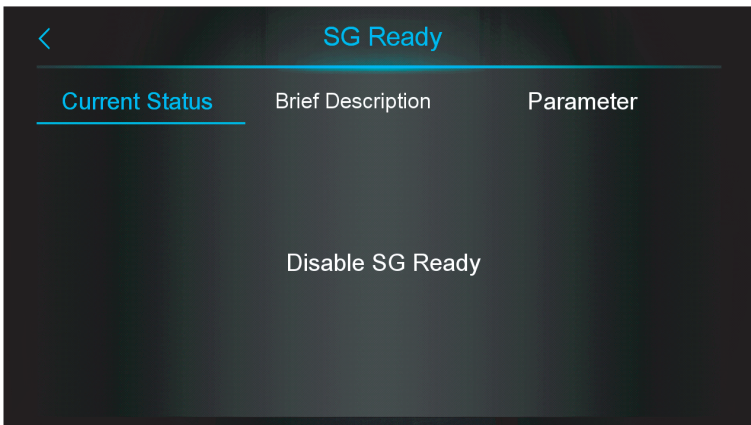 SG Ready
Current Status
Brief Description
Parameter
Disable SG Ready